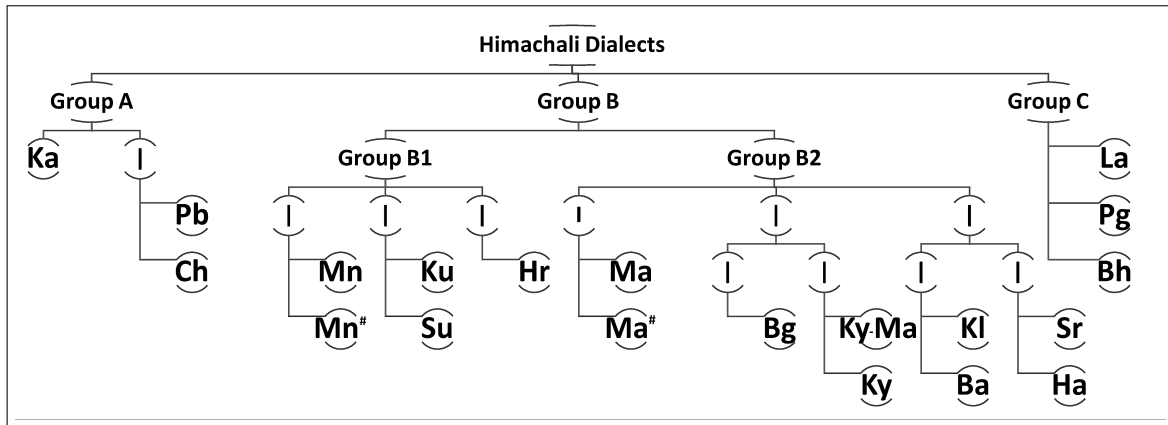 Himachali Dialects
Group A
Group B
Group C
Group B1
Group B2
Ka
I
La
Pb
I
I
I
I
I
I
Pg
Ch
Mn
Ku
Hr
Ma
I
I
I
I
Bh
Mn#
Su
Ma#
Bg
Ky-Ma
Kl
Sr
Ky
Ba
Ha